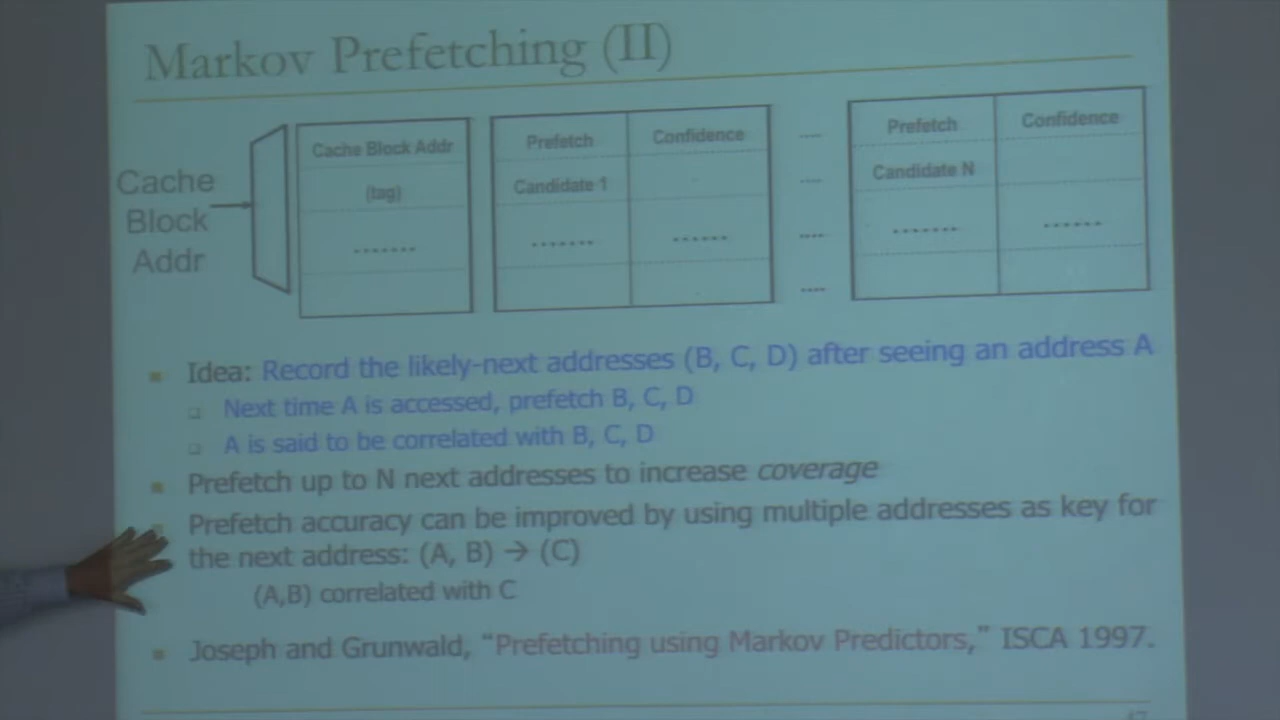 Markov Prefetching (II)
Cache Block Addr
Cache Block Addr (tag)
.......
Prefetch Candidate 1
.......
Confidence
......
....
....
....
....
Prefetch Candidate N
.......
Confidence
......
Idea: Record the likely-next addresses (B, C, D) after seeing an address A
Next time A is accessed, prefetch B, C, D
A is said to be correlated with B, C, D
Prefetch up to N next addresses to increase coverage
Prefetch accuracy can be improved by using multiple addresses as key for
the next address: (A, B) → (C)
(A,B) correlated with C
Joseph and Grunwald, “Prefetching using Markov Predictors,” ISCA 1997.